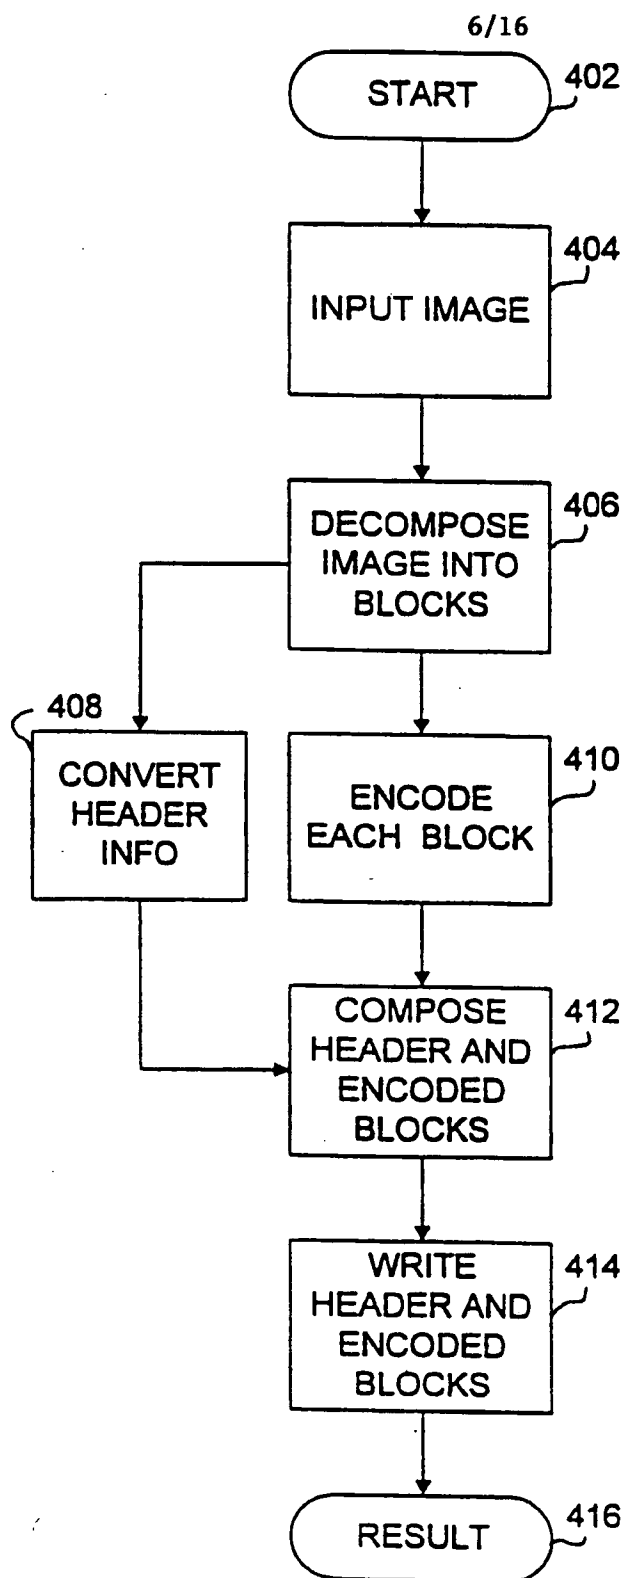 6/16
START
402
INPUT IMAGE
404
DECOMPOSE
IMAGE INTO
BLOCKS
406
408
CONVERT
HEADER
INFO
ENCODE
EACH BLOCK
410
COMPOSE
HEADER AND
ENCODED
BLOCKS
412
WRITE
HEADER AND
ENCODED
BLOCKS
414
RESULT
416